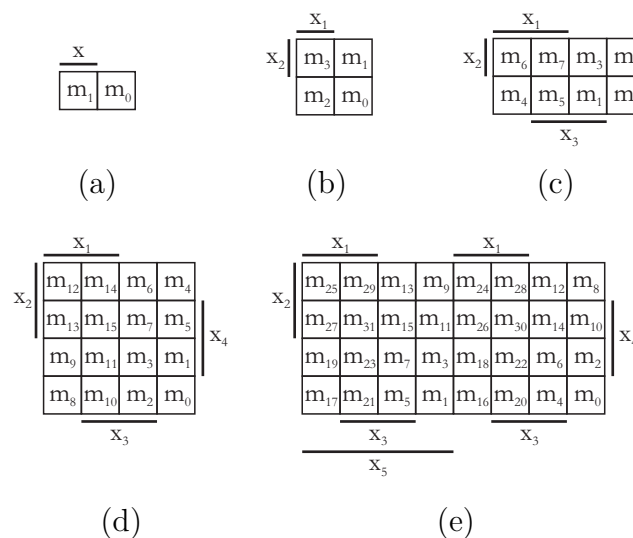 x
m₁ m₀
(a)
x₁
x₂
m₃ m₁
m₂ m₀
(b)
x₁
x₂
m₆ m₇ m₃
m₄ m₅ m₁
x₃
(c)
x₁
x₂
m₁₂ m₁₄ m₆ m₄
m₁₃ m₁₅ m₇ m₅
x₄
m₉ m₁₁ m₃ m₁
m₈ m₁₀ m₂ m₀
x₃
(d)
x₁ x₁
x₂
m₂₅ m₂₉ m₁₃ m₉ m₂₄ m₂₈ m₁₂ m₈
m₂₇ m₃₁ m₁₅ m₁₁ m₂₆ m₃₀ m₁₄ m₁₀
m₁₉ m₂₃ m₇ m₃ m₁₈ m₂₂ m₆ m₂
m₁₇ m₂₁ m₅ m₁ m₁₆ m₂₀ m₄ m₀
x₃ x₃
x₅
(e)